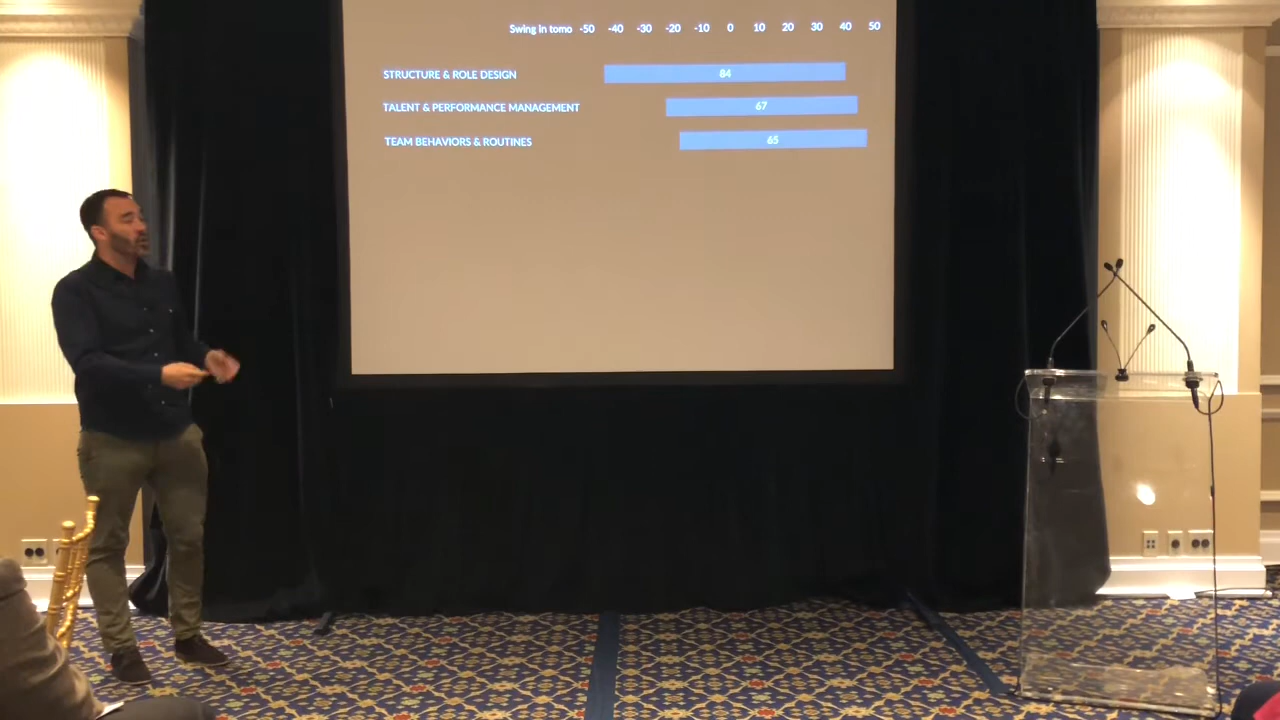 Swing in tomo -50 -40 -30 -20 -10 0 10 20 30 40 50
STRUCTURE & ROLE DESIGN 84
TALENT & PERFORMANCE MANAGEMENT 67
TEAM BEHAVIORS & ROUTINES 65